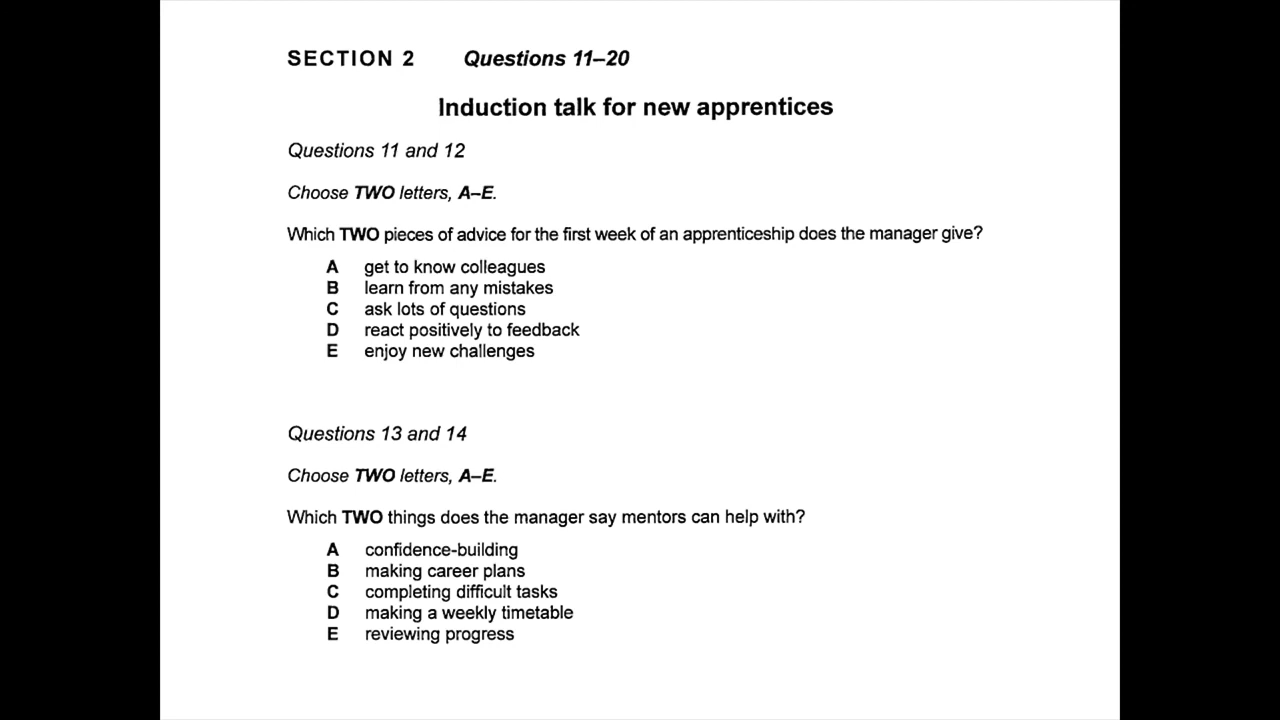 SECTION 2 Questions 11–20
Induction talk for new apprentices
Questions 11 and 12
Choose TWO letters, A–E.
Which TWO pieces of advice for the first week of an apprenticeship does the manager give?
A get to know colleagues
B learn from any mistakes
C ask lots of questions
D react positively to feedback
E enjoy new challenges
Questions 13 and 14
Choose TWO letters, A–E.
Which TWO things does the manager say mentors can help with?
A confidence-building
B making career plans
C completing difficult tasks
D making a weekly timetable
E reviewing progress